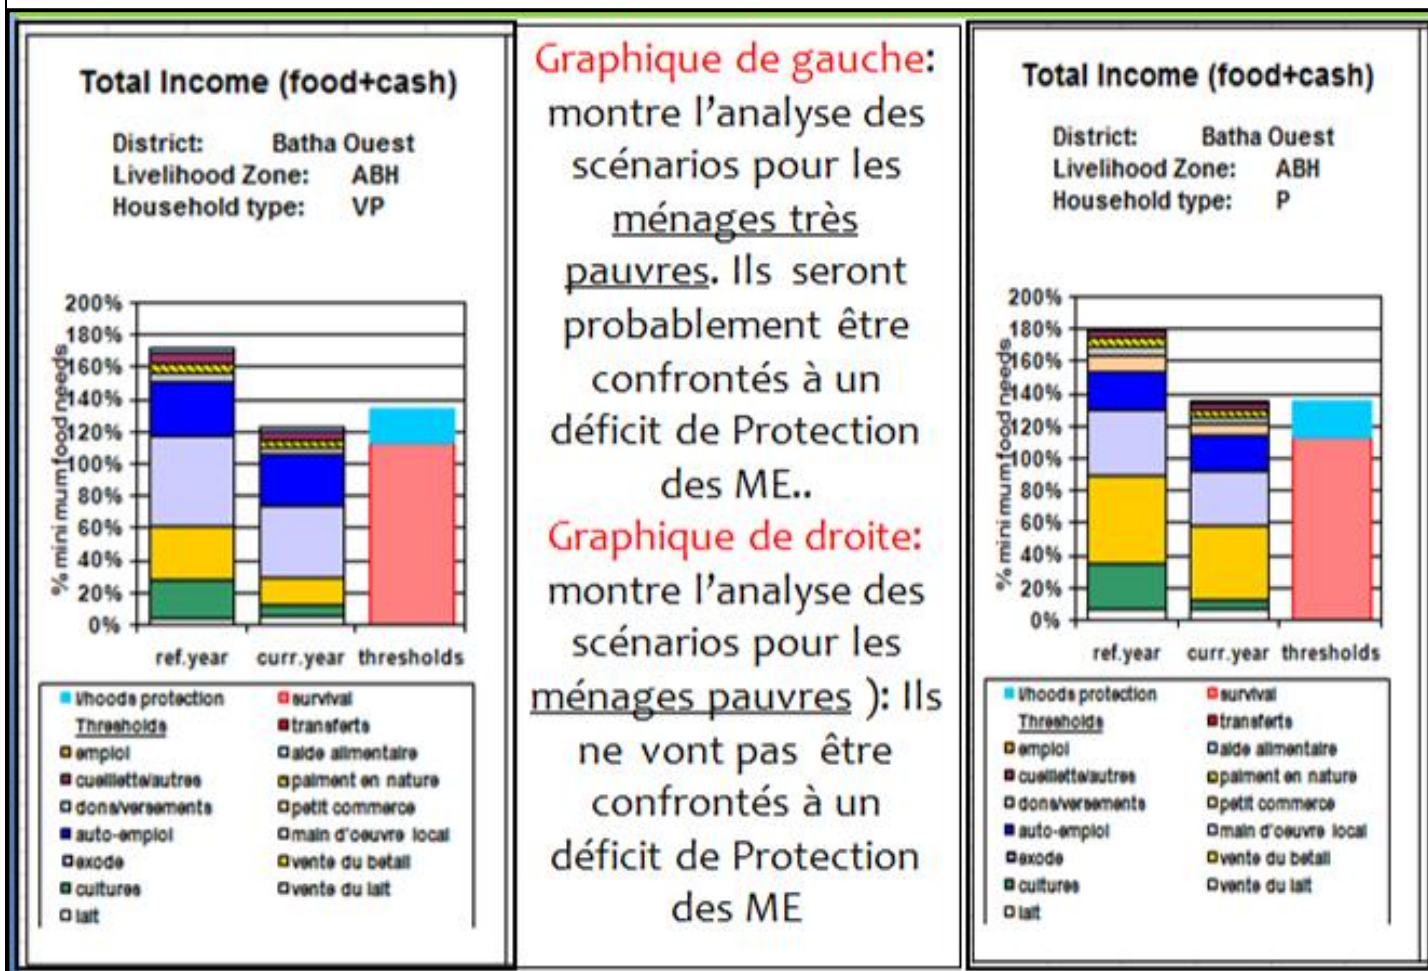 Total Income (food+cash)
District: Batha Ouest
Livelihood Zone: ABH
Household type: VP
% minimum food needs
200%
180%
160%
140%
120%
100%
80%
60%
40%
20%
0%
ref.year curr.year thresholds
l/hoods protection survival
Thresholds transferts
emploi aide alimentaire
cueillette/autres paiment en nature
dons/versements petit commerce
auto-emploi main d'oeuvre local
exode vente du betail
cultures vente du lait
lait
Graphique de gauche:
montre l'analyse des
scénarios pour les
ménages très
pauvres. Ils seront
probablement être
confrontés à un
déficit de Protection
des ME..
Graphique de droite:
montre l'analyse des
scénarios pour les
ménages pauvres ): Ils
ne vont pas être
confrontés à un
déficit de Protection
des ME
Total Income (food+cash)
District: Batha Ouest
Livelihood Zone: ABH
Household type: P
% minimum food needs
200%
180%
160%
140%
120%
100%
80%
60%
40%
20%
0%
ref.year curr.year thresholds
l/hoods protection survival
Thresholds transferts
emploi aide alimentaire
cueillette/autres paiment en nature
dons/versements petit commerce
auto-emploi main d'oeuvre local
exode vente du betail
cultures vente du lait
lait